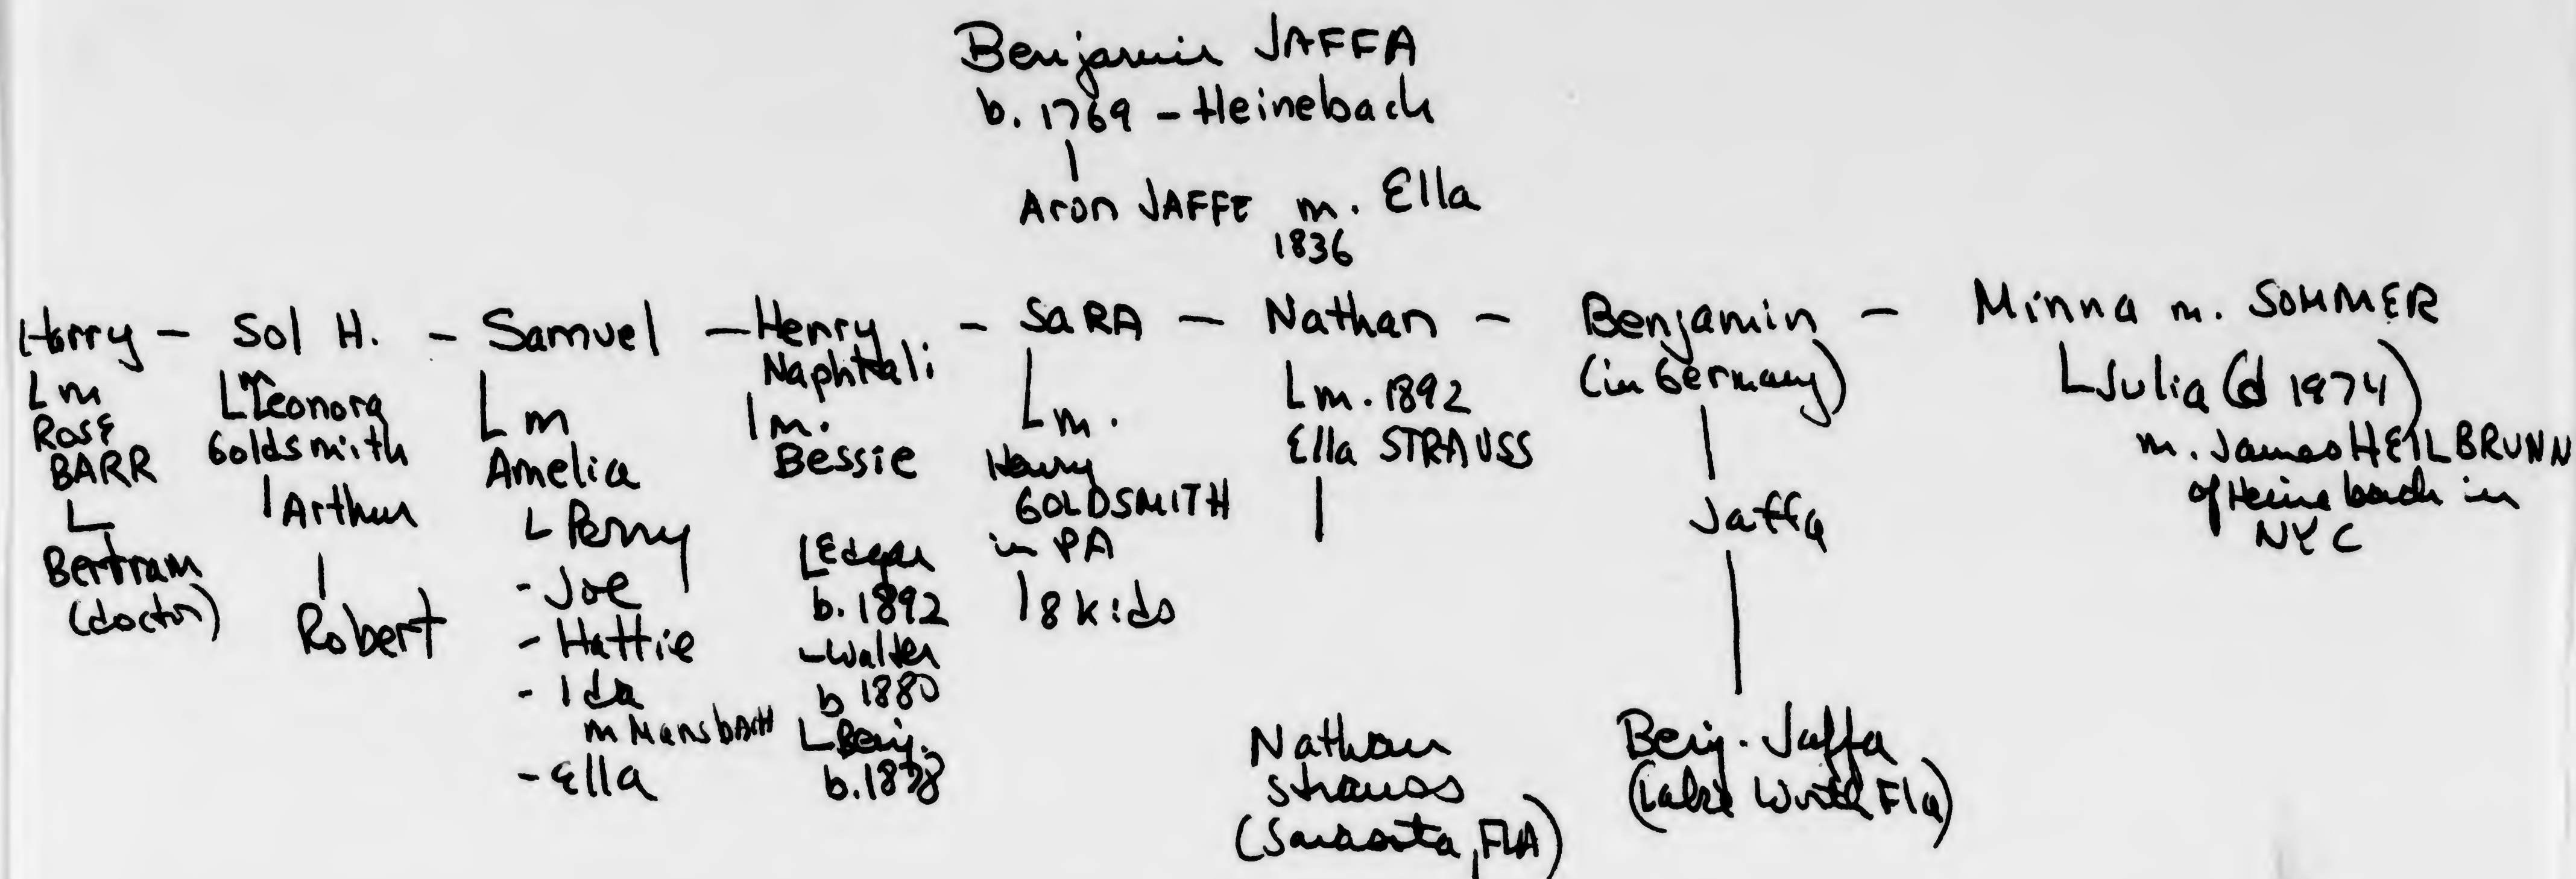 Benjamin JAFFA
b. 1769 - Heinebach
Aron JAFFE m. Ella
1836
Harry - Sol H. - Samuel - Henry - SARA - Nathan - Benjamin - Minna m. SOMMER
Naphtali
(in Germany)
L m
ROSE
BARR
L
Bertram
(doctor)
L m Leonora
Goldsmith
Arthur
Robert
L m
Amelia
L Perry
- Joe
- Hattie
- Ida
m Mansbach
- Ella
m.
Bessie
L Edgar
b. 1892
- Walter
b 1880
L Benj.
b. 1878
L m.
Henry
GOLDSMITH
in PA
8 kids
L m. 1892
Ella STRAUSS
Nathan
Strauss
(Sarasota, FLA)
Jaffa
Benj. Jaffa
(Lake Worth Fla)
L Julia (d 1974)
m. James HEILBRUNN
of Heinebach in
NYC